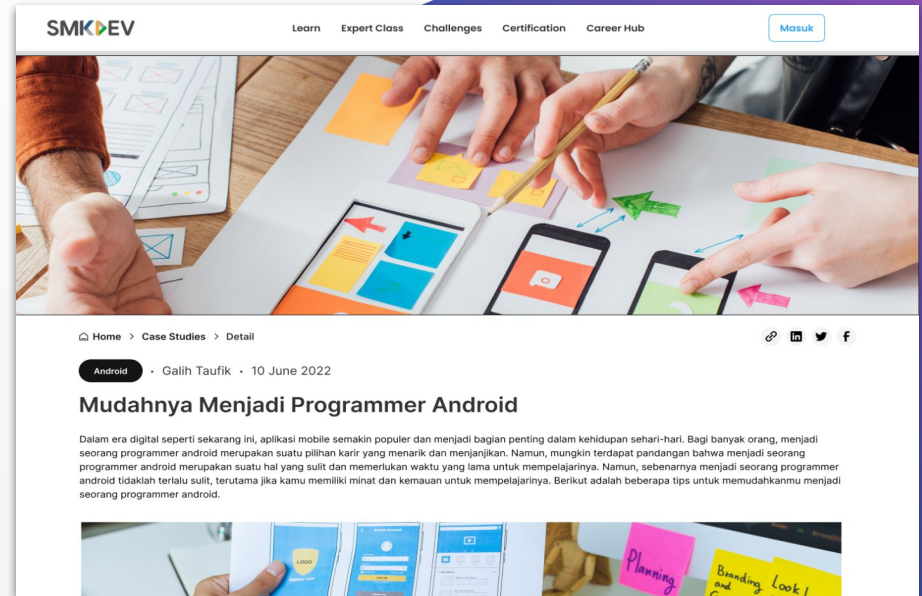 SMKDEV
Learn Expert Class Challenges Certification Career Hub Masuk
Home > Case Studies > Detail
Android · Galih Taufik · 10 June 2022
Mudahnya Menjadi Programmer Android
Dalam era digital seperti sekarang ini, aplikasi mobile semakin populer dan menjadi bagian penting dalam kehidupan sehari-hari. Bagi banyak orang, menjadi
seorang programmer android merupakan suatu pilihan karir yang menarik dan menjanjikan. Namun, mungkin terdapat pandangan bahwa menjadi seorang
programmer android merupakan suatu hal yang sulit dan memerlukan waktu yang lama untuk mempelajarinya. Namun, sebenarnya menjadi seorang programmer
android tidaklah terlalu sulit, terutama jika kamu memiliki minat dan kemauan untuk mempelajarinya. Berikut adalah beberapa tips untuk memudahkanmu menjadi
seorang programmer android.
LOGO
Planning
Branding Look!
and